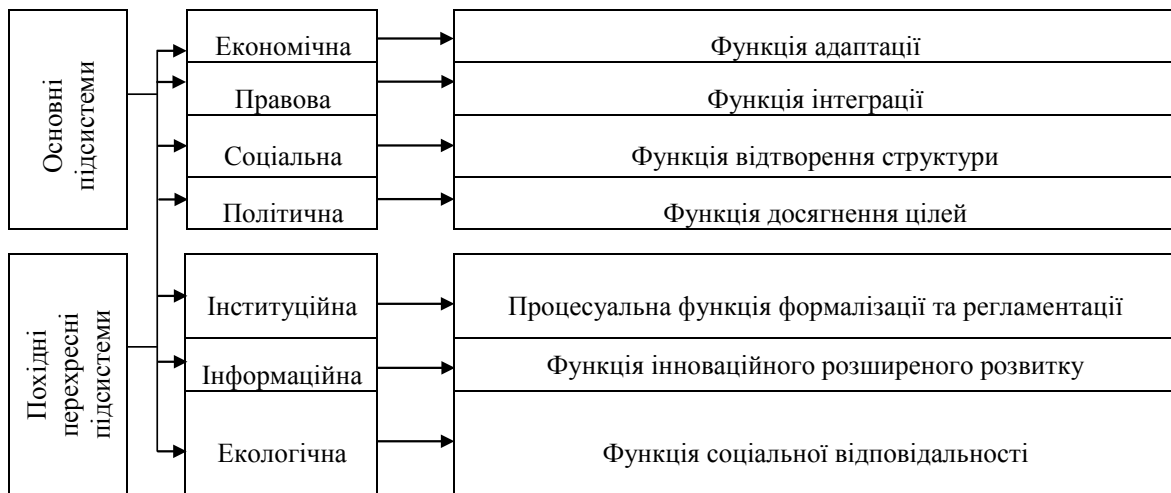 Основні
підсистеми
Економічна
Функція адаптації
Правова
Функція інтеграції
Соціальна
Функція відтворення структури
Політична
Функція досягнення цілей
Похідні
перехресні
підсистеми
Інституційна
Процесуальна функція формалізації та регламентації
Інформаційна
Функція інноваційного розширеного розвитку
Екологічна
Функція соціальної відповідальності